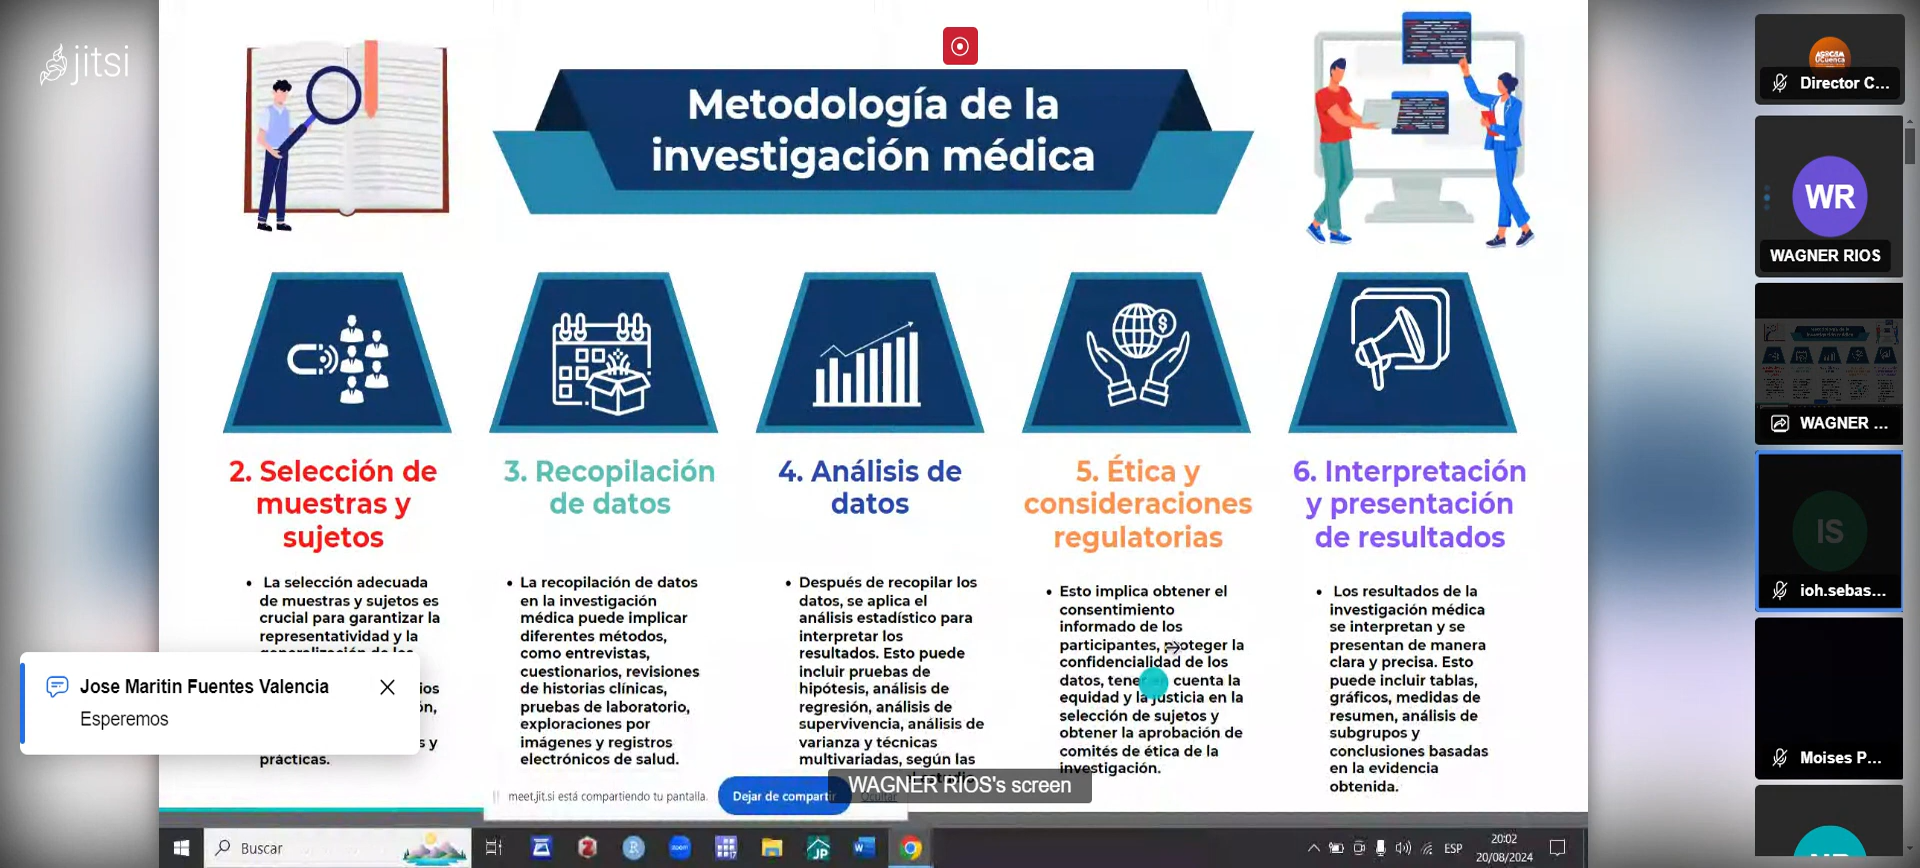 jitsi
Metodología de la
investigación médica
2. Selección de
muestras y
sujetos
La selección adecuada
de muestras y sujetos es
crucial para garantizar la
representatividad y la
prácticas.
3. Recopilación
de datos
La recopilación de datos
en la investigación
médica puede implicar
diferentes métodos,
como entrevistas,
cuestionarios, revisiones
de historias clínicas,
pruebas de laboratorio,
exploraciones por
imágenes y registros
electrónicos de salud.
4. Análisis de
datos
Después de recopilar los
datos, se aplica el
análisis estadístico para
interpretar los
resultados. Esto puede
incluir pruebas de
hipótesis, análisis de
regresión, análisis de
supervivencia, análisis de
varianza y técnicas
multivariadas, según las
5. Ética y
consideraciones
regulatorias
Esto implica obtener el
consentimiento
informado de los
participantes, proteger la
confidencialidad de los
datos, tener en cuenta la
equidad y la justicia en la
selección de sujetos y
obtener la aprobación de
comités de ética de la
investigación.
6. Interpretación
y presentación
de resultados
Los resultados de la
investigación médica
se interpretan y se
presentan de manera
clara y precisa. Esto
puede incluir tablas,
gráficos, medidas de
resumen, análisis de
subgrupos y
conclusiones basadas
en la evidencia
obtenida.
Jose Maritin Fuentes Valencia
Esperemos
meet.jit.si está compartiendo tu pantalla.
Dejar de compartir
WAGNER RIOS's screen
Buscar
ESP
20:02
20/08/2024
Director C...
WR
WAGNER RIOS
WAGNER ...
IS
ioh.sebas...
Moises P...